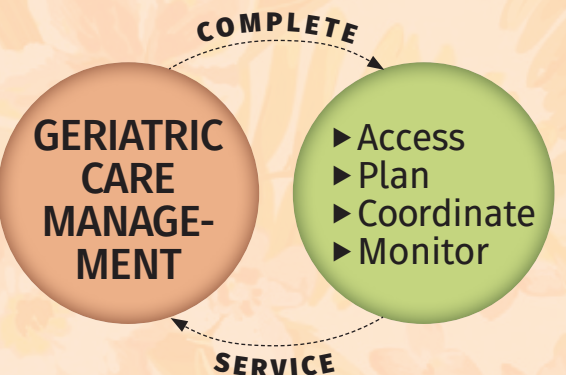 COMPLETE
GERIATRIC
CARE
MANAGE-
MENT
▶ Access
▶ Plan
▶ Coordinate
▶ Monitor
SERVICE